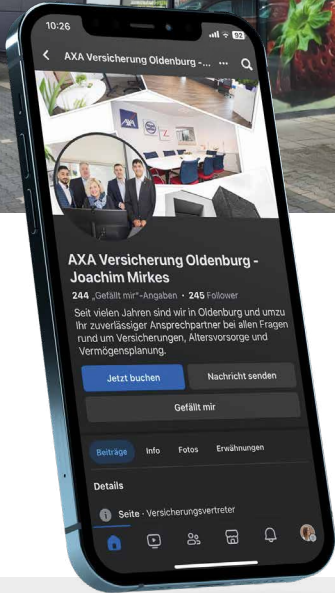 10:26
92
AXA Versicherung Oldenburg -...
AXA
AXA Versicherung Oldenburg -
Joachim Mirkes
244 „Gefällt mir“-Angaben • 245 Follower
Seit vielen Jahren sind wir in Oldenburg und umzu
Ihr zuverlässiger Ansprechpartner bei allen Fragen
rund um Versicherungen, Altersvorsorge und
Vermögensplanung.
Jetzt buchen
Nachricht senden
Gefällt mir
Beiträge
Info
Fotos
Erwähnungen
Details
Seite · Versicherungsvertreter